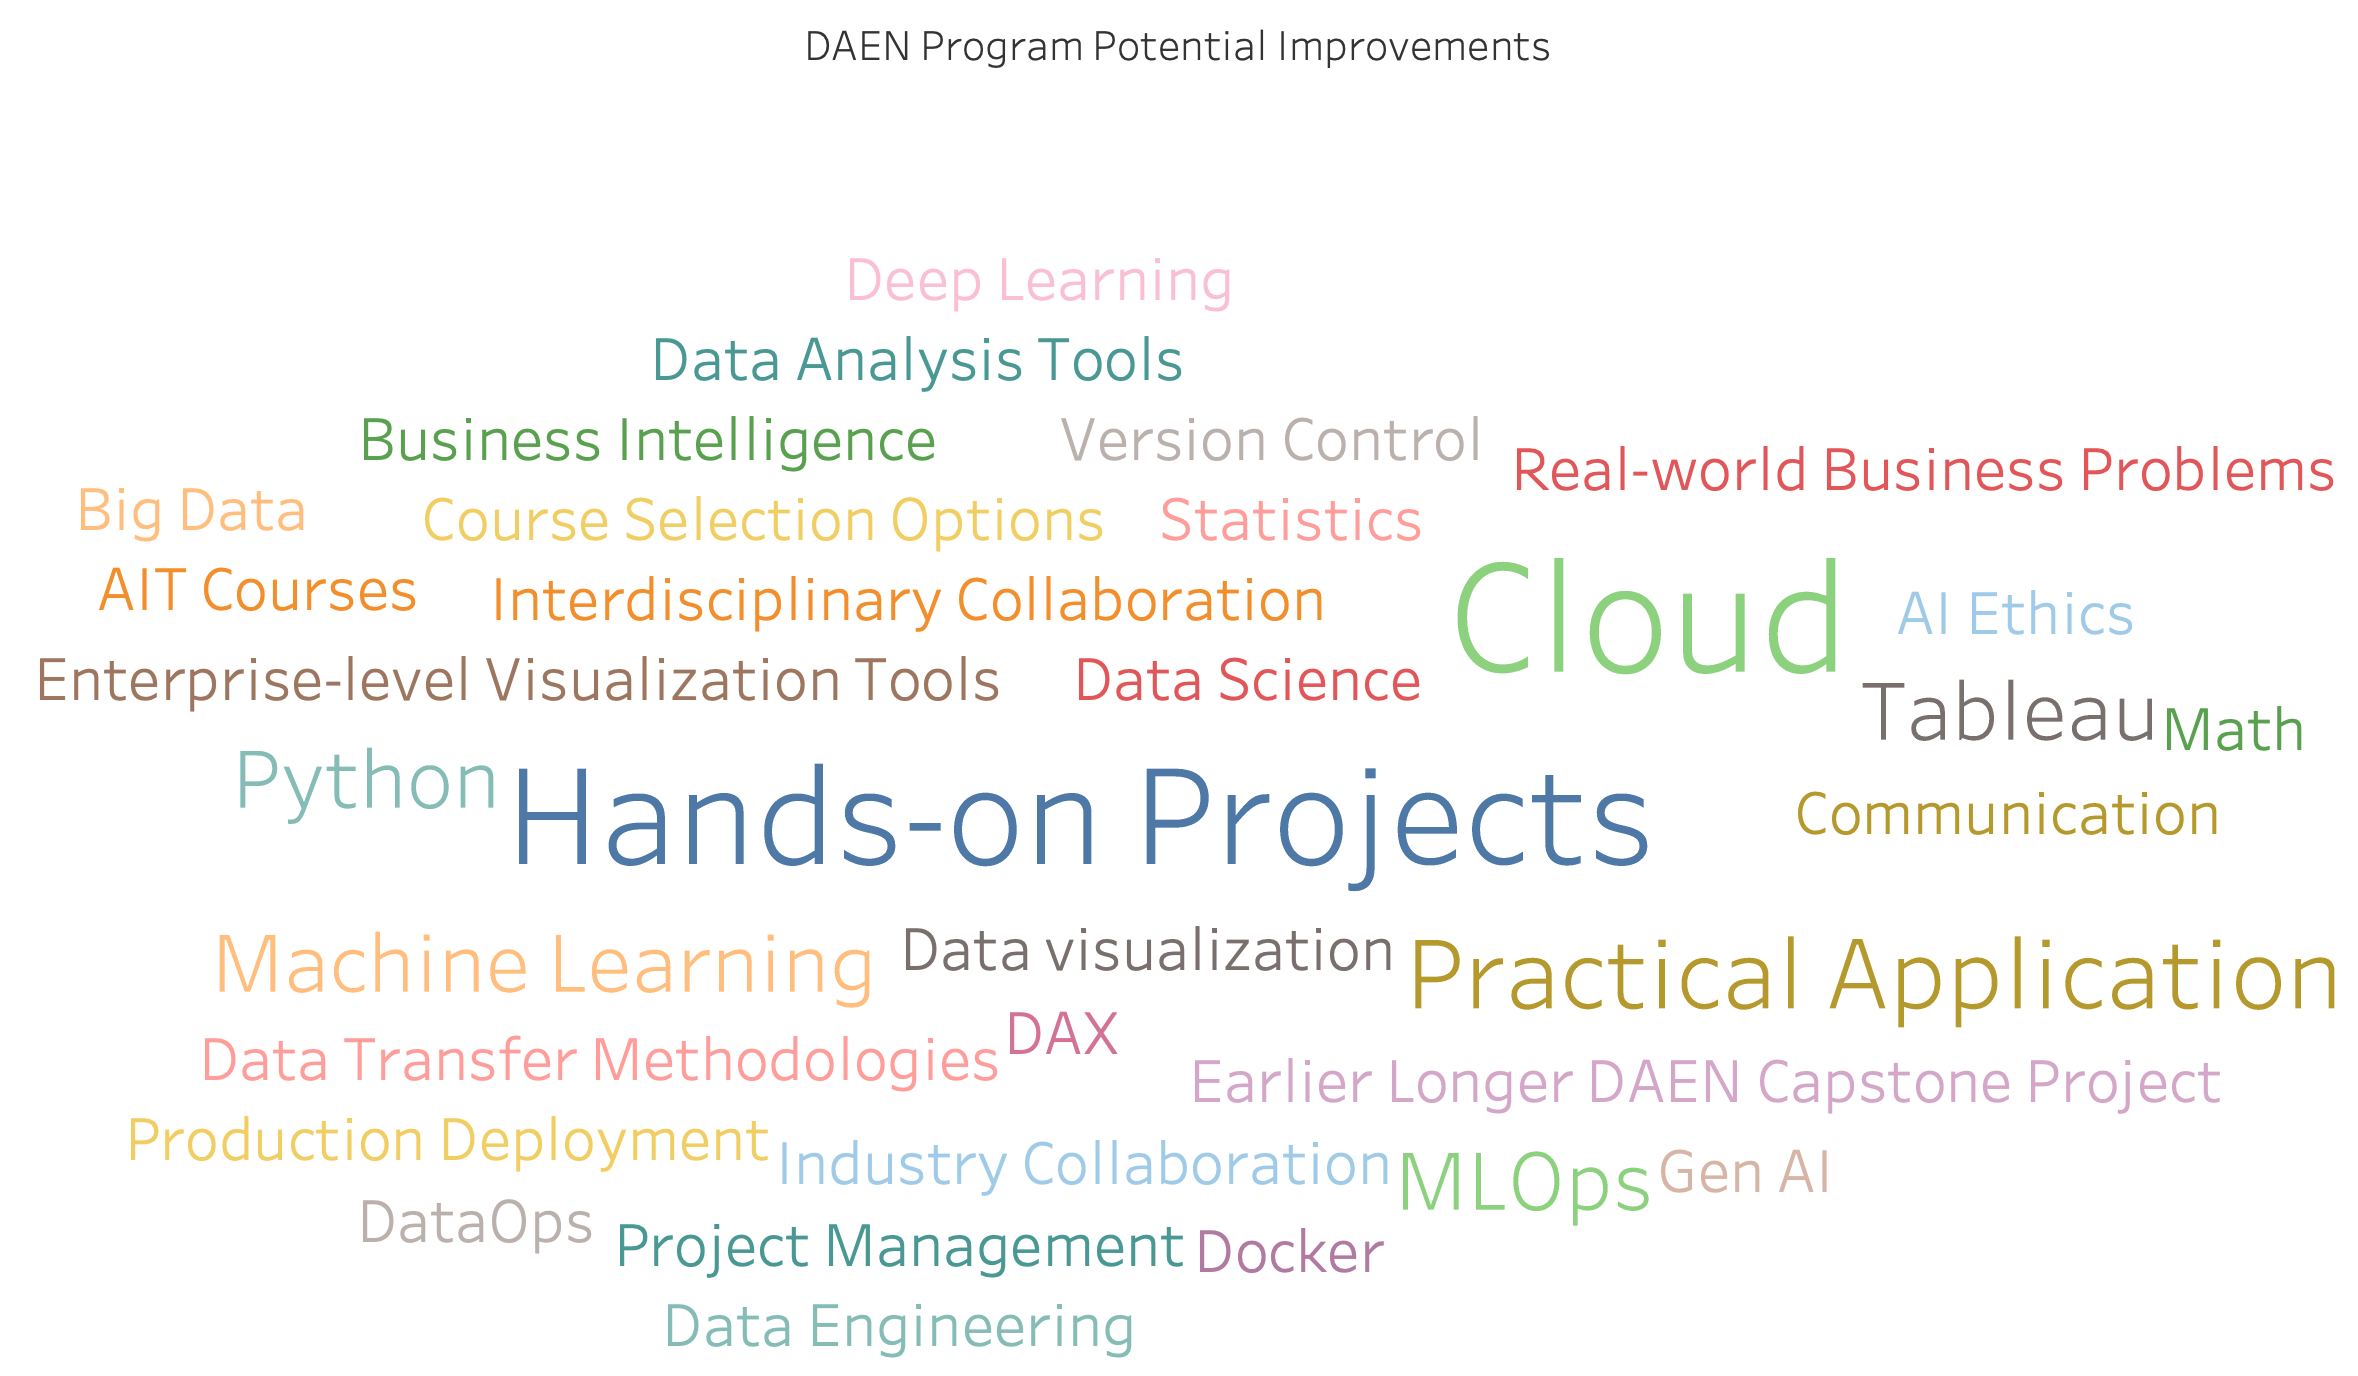 DAEN Program Potential Improvements
Deep Learning
Data Analysis Tools
Business Intelligence
Version Control
Real-world Business Problems
Big Data
Course Selection Options
Statistics
Cloud
AIT Courses
Interdisciplinary Collaboration
AI Ethics
Enterprise-level Visualization Tools
Data Science
Tableau
Math
Python
Hands-on Projects
Communication
Machine Learning
Data visualization
Practical Application
Data Transfer Methodologies
DAX
Earlier Longer DAEN Capstone Project
Production Deployment
Industry Collaboration
MLOps
Gen AI
DataOps
Project Management
Docker
Data Engineering